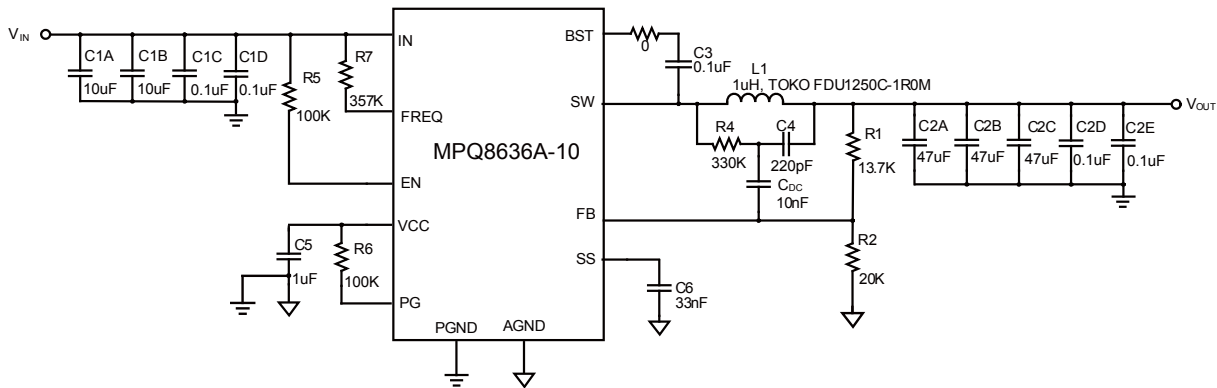 VIN
C1A
10uF
C1B
10uF
C1C
0.1uF
C1D
0.1uF
R5
100K
R7
357K
IN
FREQ
EN
VCC
PG
PGND
AGND
MPQ8636A-10
BST
SW
FB
SS
C5
1uF
R6
100K
0
C3
0.1uF
L1
1uH, TOKO FDU1250C-1R0M
R4
330K
C4
220pF
CDC
10nF
R1
13.7K
R2
20K
C6
33nF
C2A
47uF
C2B
47uF
C2C
47uF
C2D
0.1uF
C2E
0.1uF
VOUT